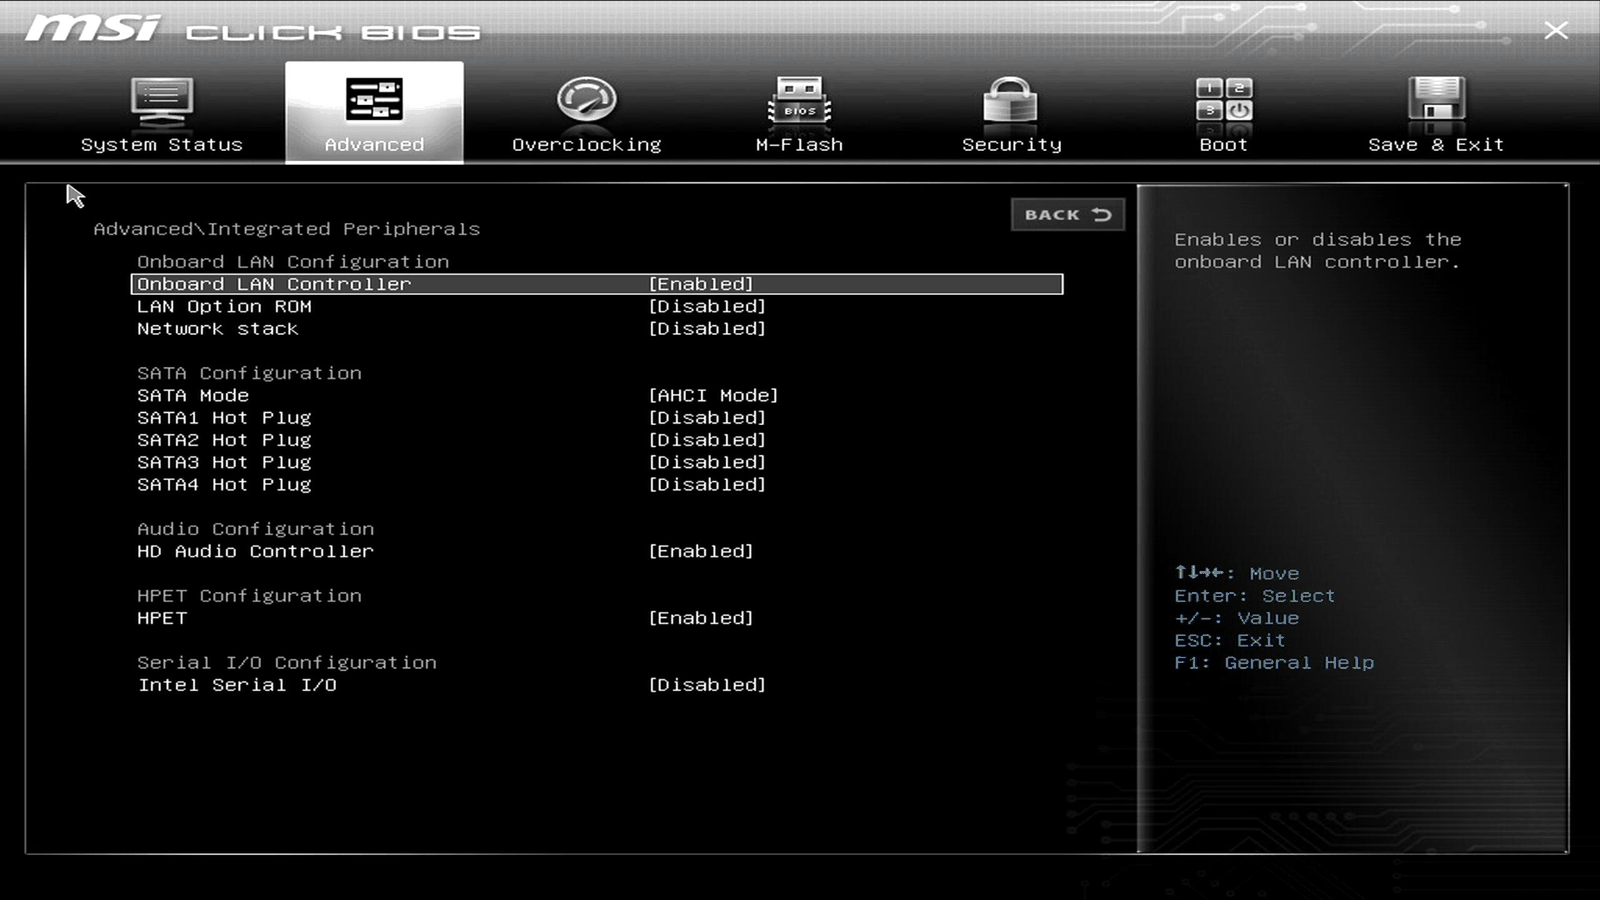 msi CLICK BIOS
System Status Advanced Overclocking M-Flash Security Boot Save & Exit
BIOS
1 2
3
BACK
Advanced\Integrated Peripherals
Onboard LAN Configuration
Onboard LAN Controller [Enabled]
LAN Option ROM [Disabled]
Network stack [Disabled]
SATA Configuration
SATA Mode [AHCI Mode]
SATA1 Hot Plug [Disabled]
SATA2 Hot Plug [Disabled]
SATA3 Hot Plug [Disabled]
SATA4 Hot Plug [Disabled]
Audio Configuration
HD Audio Controller [Enabled]
HPET Configuration
HPET [Enabled]
Serial I/O Configuration
Intel Serial I/O [Disabled]
Enables or disables the
onboard LAN controller.
↑↓→←: Move
Enter: Select
+/-: Value
ESC: Exit
F1: General Help